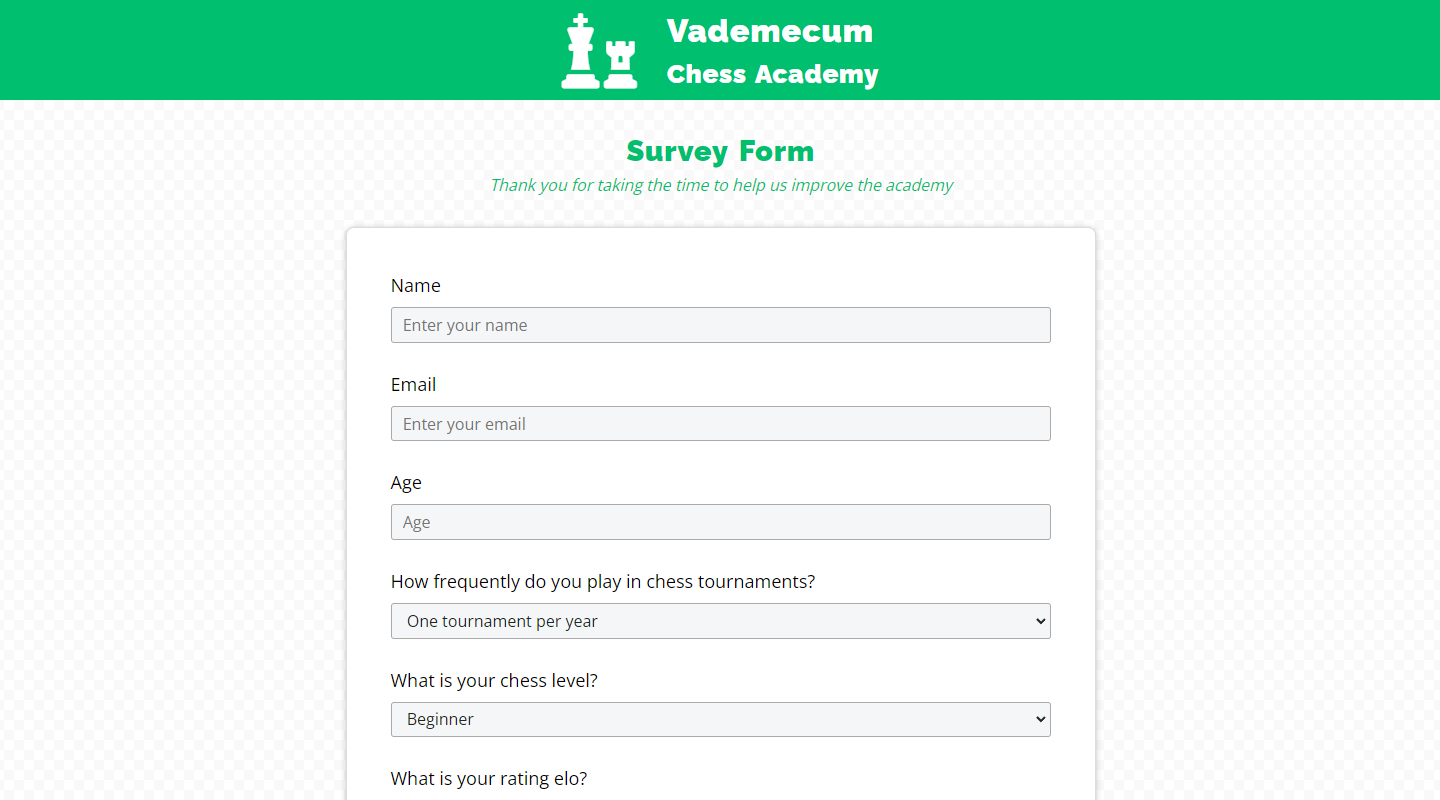 Vademecum
Chess Academy
Survey Form
Thank you for taking the time to help us improve the academy
Name
Enter your name
Email
Enter your email
Age
Age
How frequently do you play in chess tournaments?
One tournament per year
What is your chess level?
Beginner
What is your rating elo?